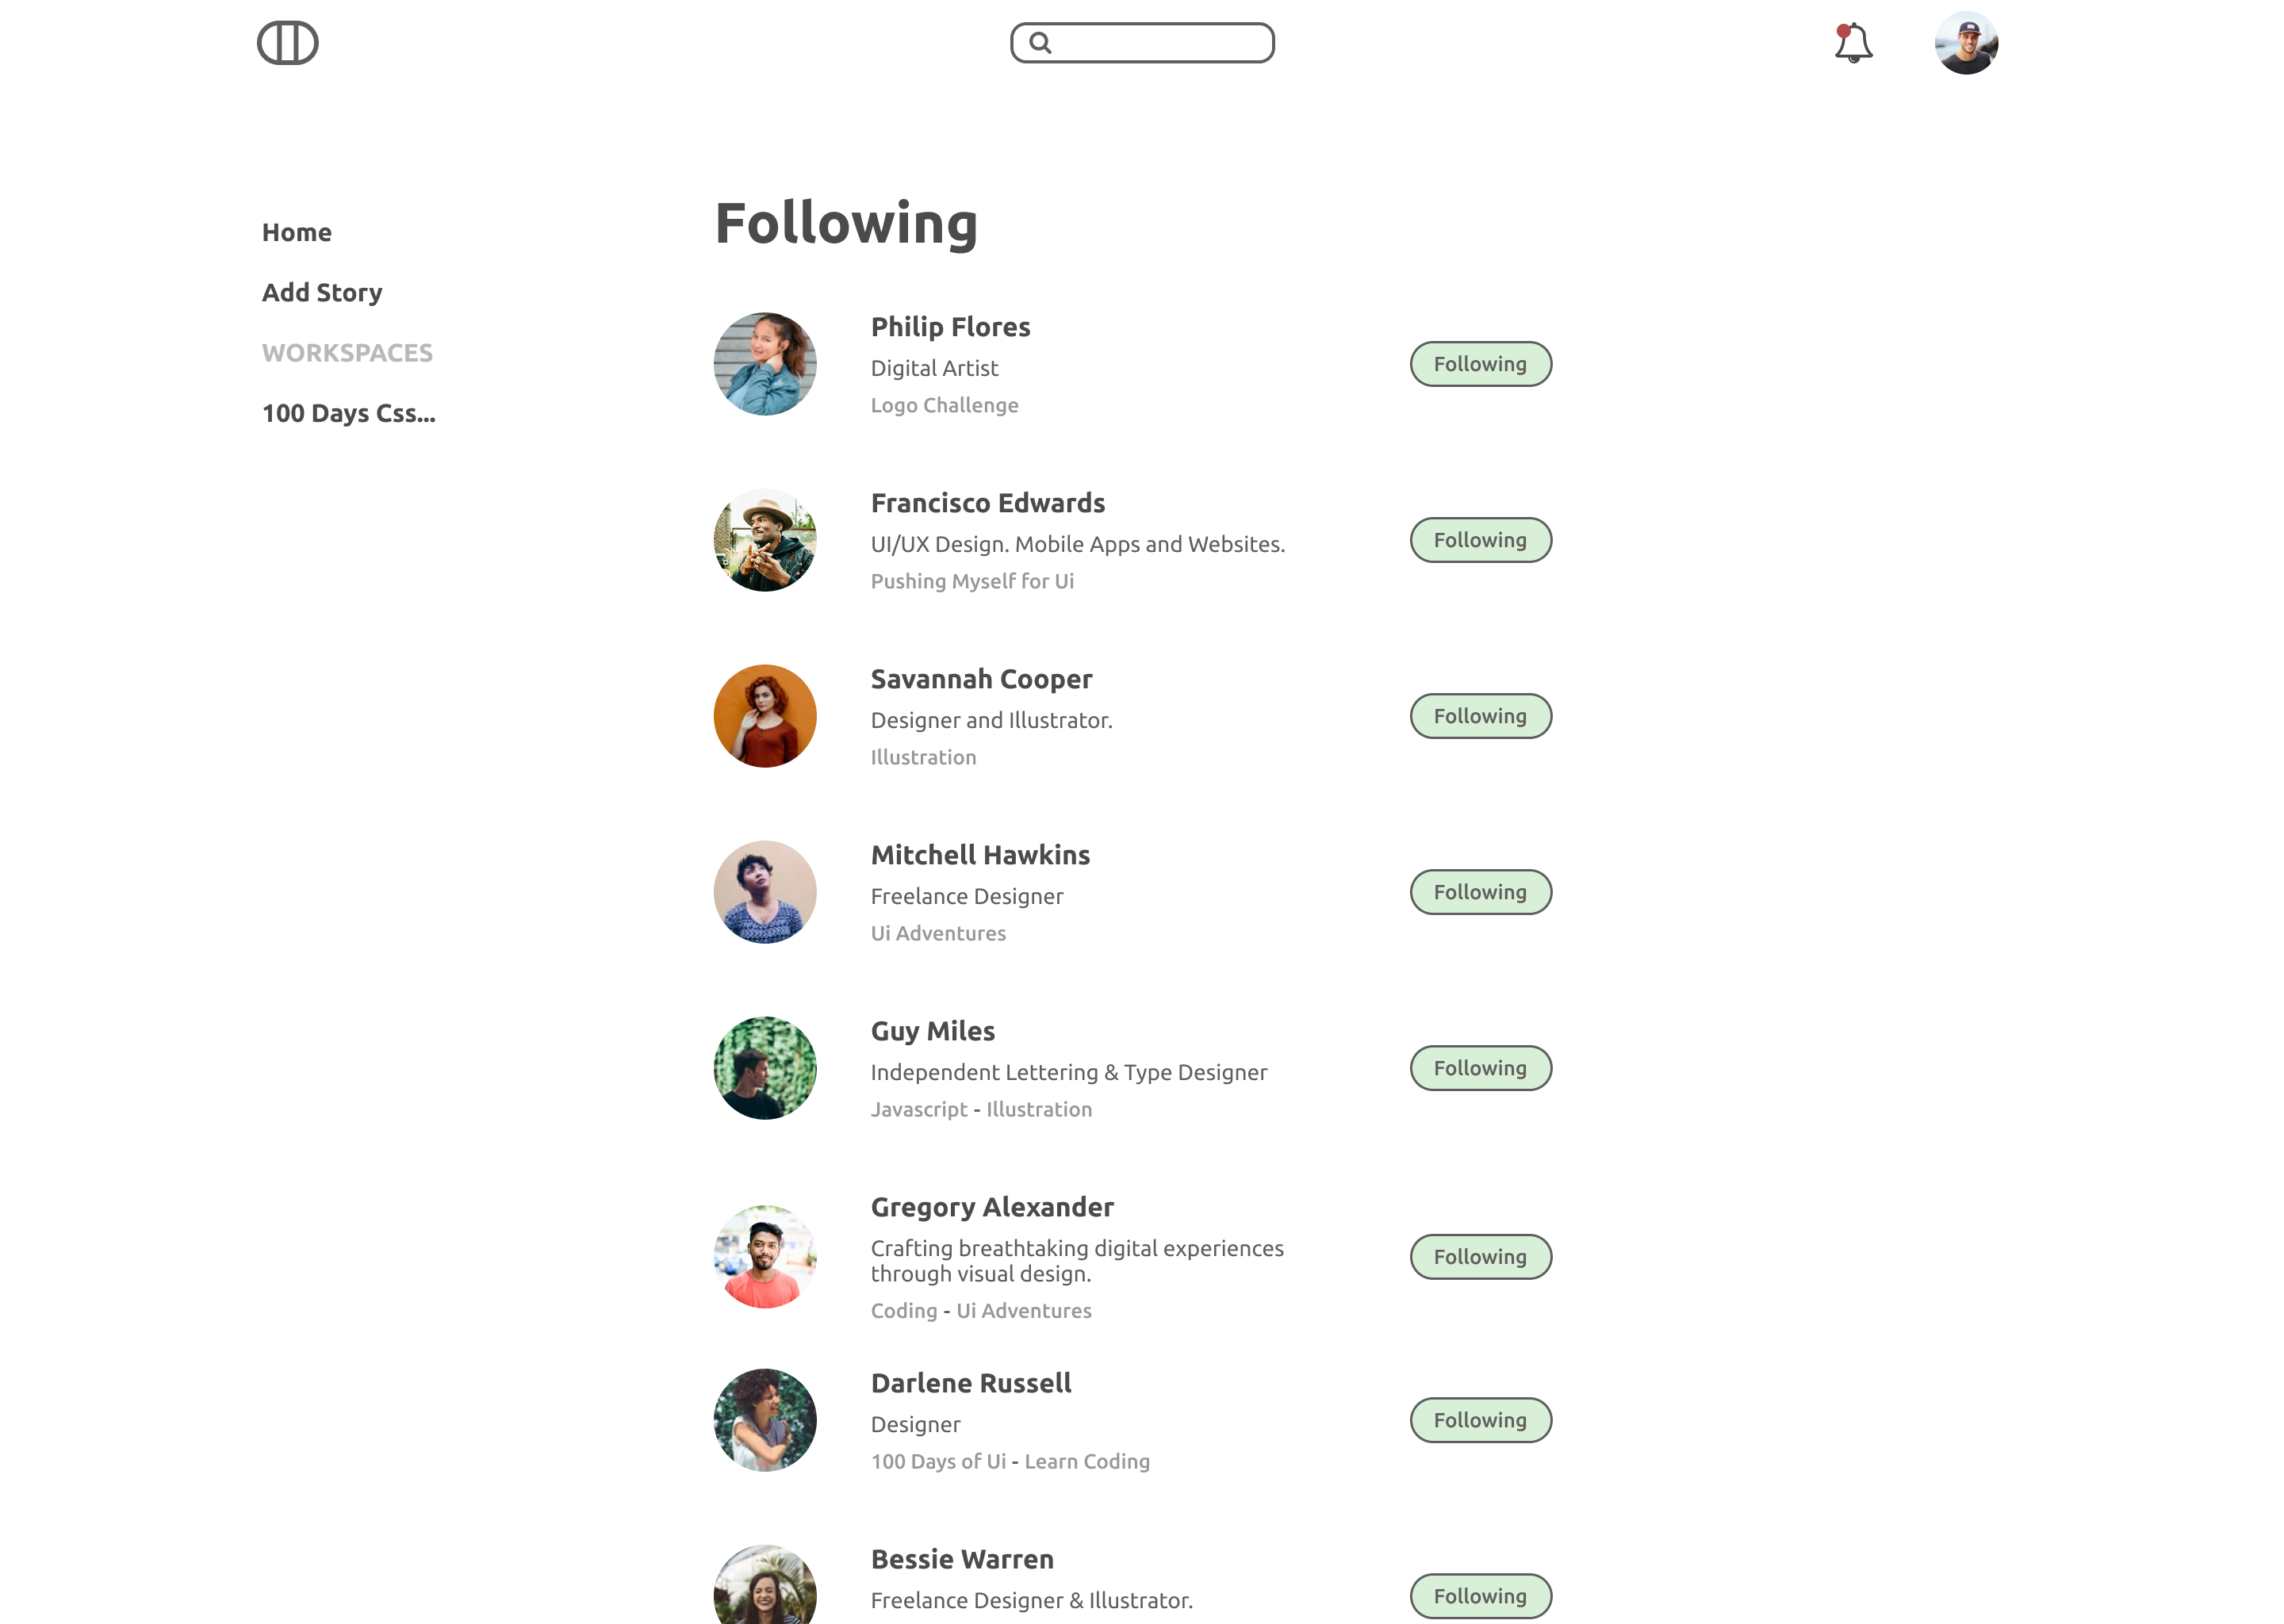 Home
Add Story
WORKSPACES
100 Days Css...
Following
Philip Flores
Digital Artist
Logo Challenge
Following
Francisco Edwards
UI/UX Design. Mobile Apps and Websites.
Pushing Myself for Ui
Following
Savannah Cooper
Designer and Illustrator.
Illustration
Following
Mitchell Hawkins
Freelance Designer
Ui Adventures
Following
Guy Miles
Independent Lettering & Type Designer
Javascript - Illustration
Following
Gregory Alexander
Crafting breathtaking digital experiences
through visual design.
Coding - Ui Adventures
Following
Darlene Russell
Designer
100 Days of Ui - Learn Coding
Following
Bessie Warren
Freelance Designer & Illustrator.
Following